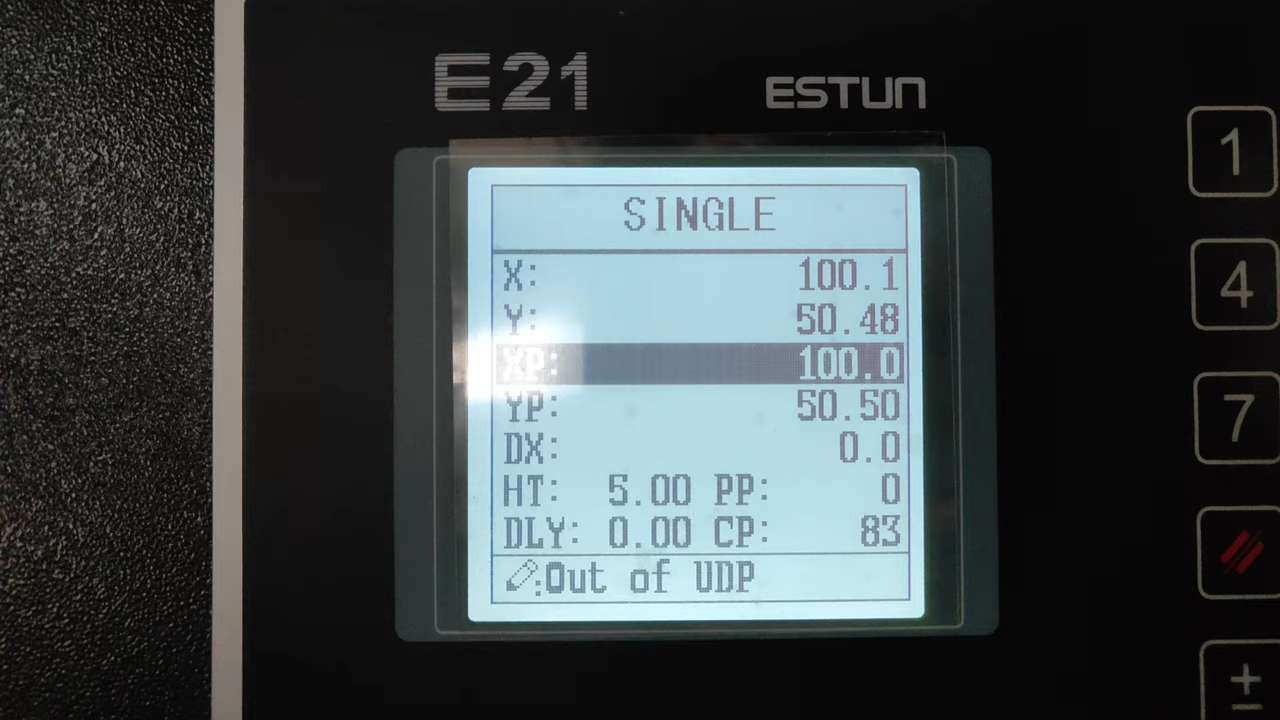 E21 ESTUN
SINGLE
X: 100.1
Y: 50.48
XP: 100.0
YP: 50.50
DX: 0.0
HT: 5.00 PP: 0
DLY: 0.00 CP: 83
:Out of UDP
1
4
7
±